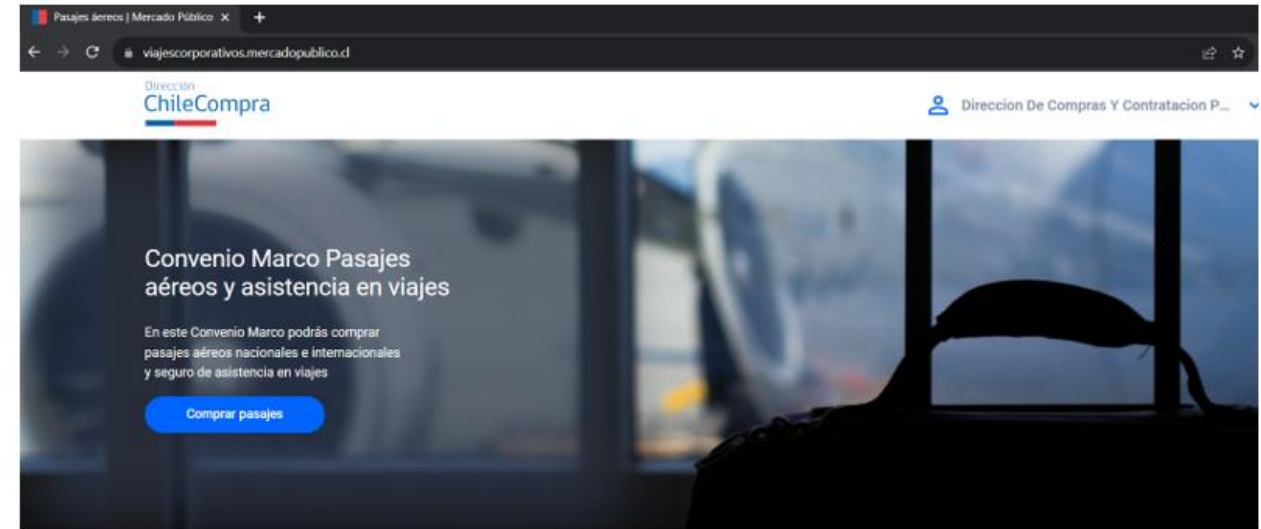 Pasajes áereos | Mercado Público
viajescorporativos.mercadopublico.cl
Dirección
ChileCompra
Direccion De Compras Y Contratacion P...
Convenio Marco Pasajes
aéreos y asistencia en viajes
En este Convenio Marco podrás comprar
pasajes aéreos nacionales e internacionales
y seguro de asistencia en viajes
Comprar pasajes